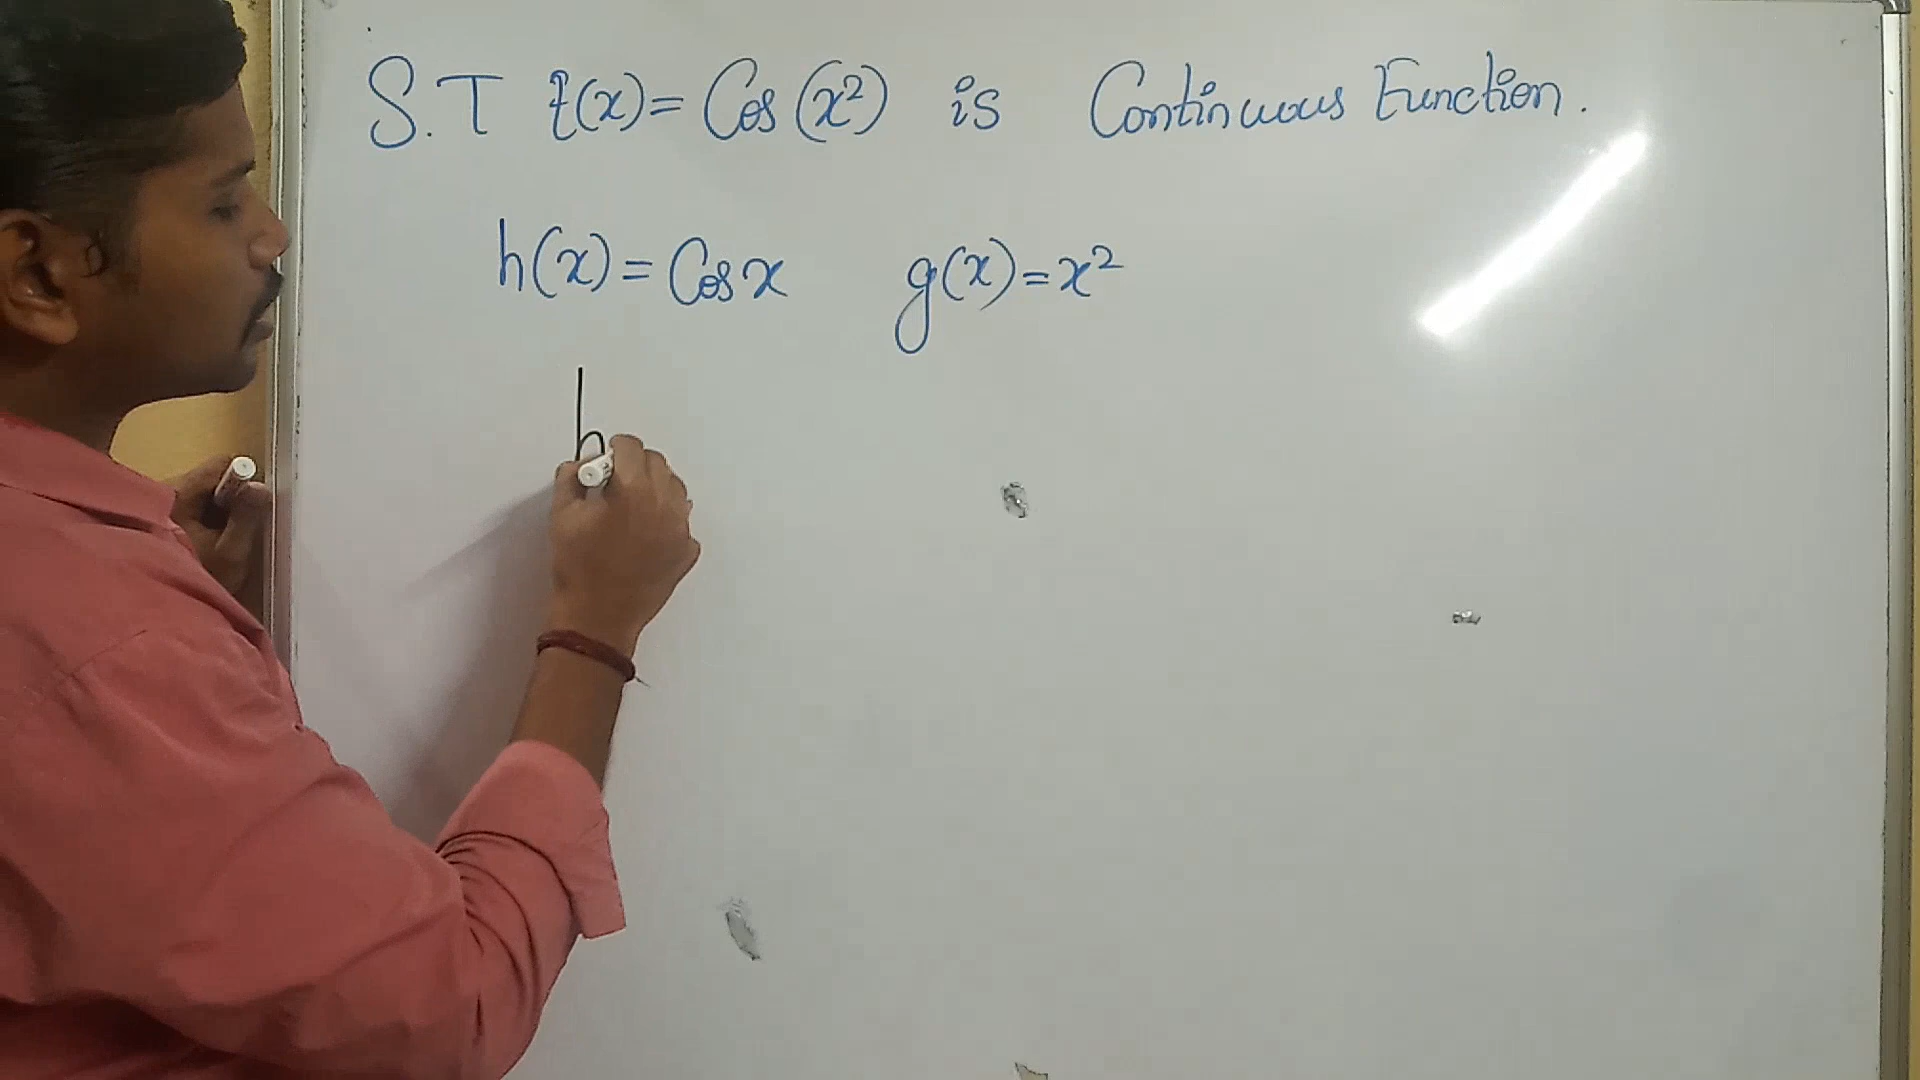 S.T f(x) = Cos (x²) is Continuous Function.
h(x) = Cos x g(x) = x²
h